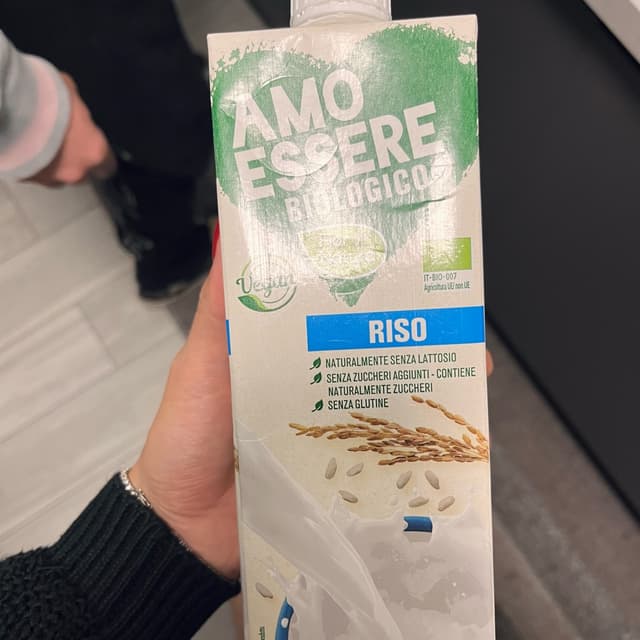 AMO
ESSERE
BIOLOGICO
Vegan
IT-BIO-007
Agricoltura UE/ non UE
RISO
NATURALMENTE SENZA LATTOSIO
SENZA ZUCCHERI AGGIUNTI - CONTIENE
NATURALMENTE ZUCCHERI
SENZA GLUTINE